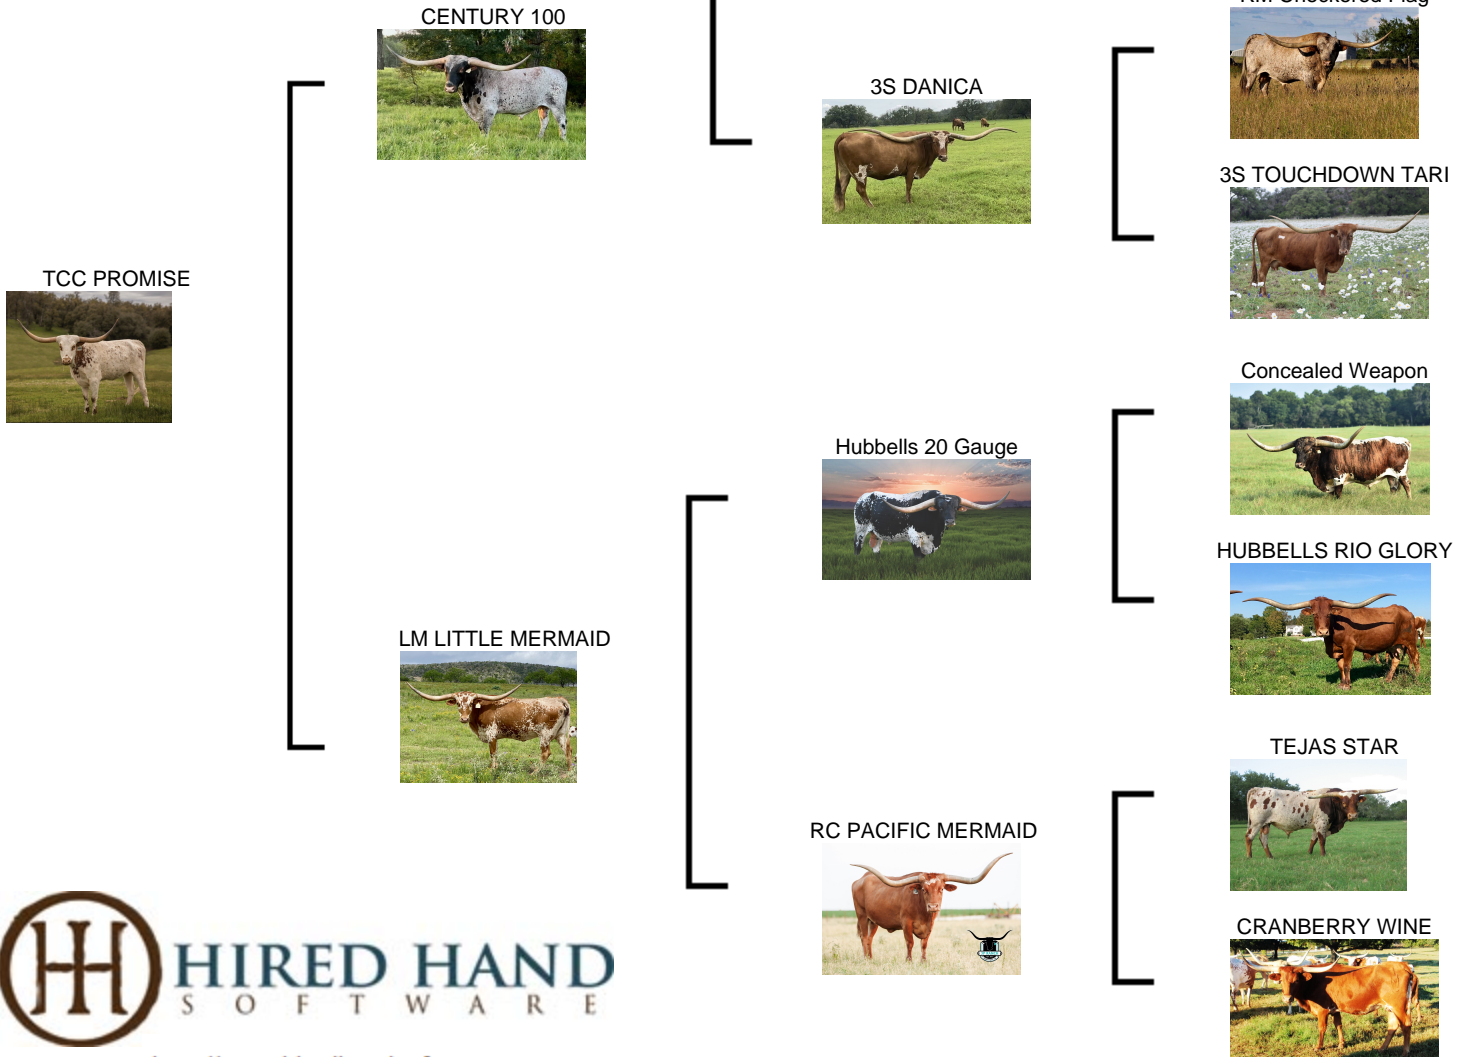 CENTURY 100
3S DANICA
3S TOUCHDOWN TARI
TCC PROMISE
Concealed Weapon
Hubbells 20 Gauge
HUBBELLS RIO GLORY
LM LITTLE MERMAID
TEJAS STAR
RC PACIFIC MERMAID
CRANBERRY WINE
HIRED HAND
SOFTWARE